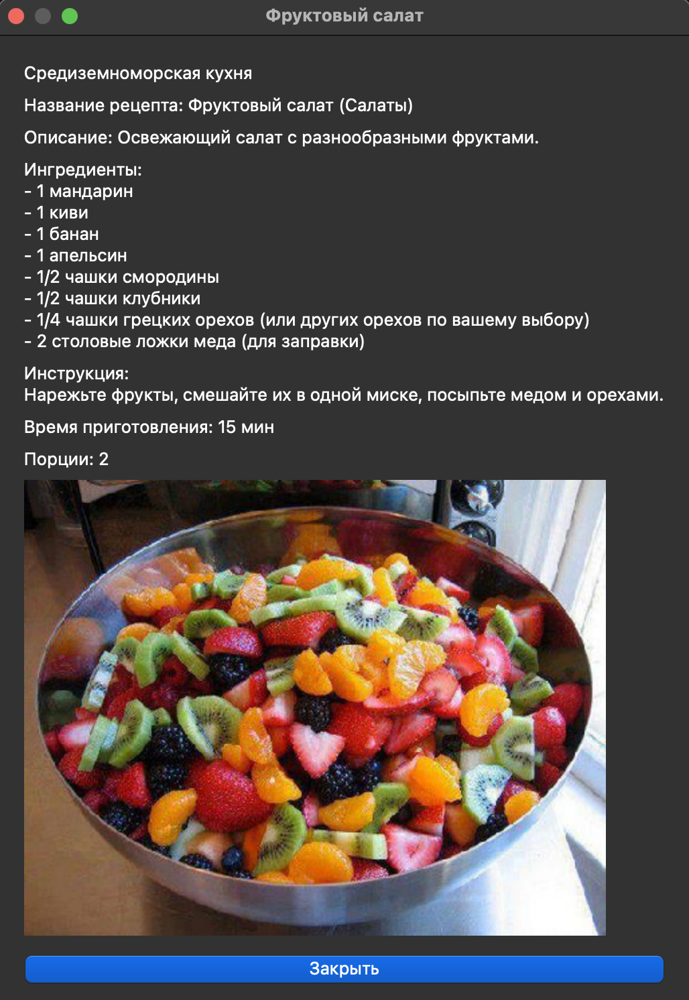 Фруктовый салат
Средиземноморская кухня
Название рецепта: Фруктовый салат (Салаты)
Описание: Освежающий салат с разнообразными фруктами.
Ингредиенты:
- 1 мандарин
- 1 киви
- 1 банан
- 1 апельсин
- 1/2 чашки смородины
- 1/2 чашки клубники
- 1/4 чашки грецких орехов (или других орехов по вашему выбору)
- 2 столовые ложки меда (для заправки)
Инструкция:
Нарежьте фрукты, смешайте их в одной миске, посыпьте медом и орехами.
Время приготовления: 15 мин
Порции: 2
Закрыть